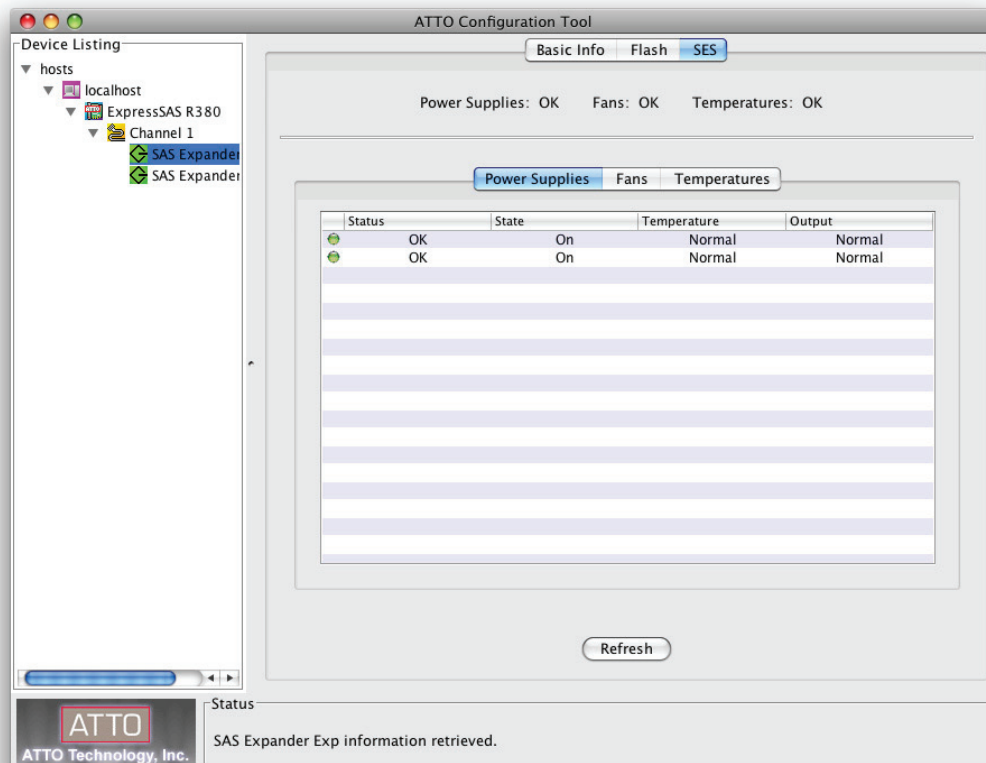 ATTO Configuration Tool
Device Listing
hosts
localhost
ExpressSAS R380
Channel 1
SAS Expander
SAS Expander
Basic Info Flash SES
Power Supplies: OK Fans: OK Temperatures: OK
Power Supplies Fans Temperatures
Status State Temperature Output
OK On Normal Normal
OK On Normal Normal
Refresh
ATTO
ATTO Technology, Inc.
Status
SAS Expander Exp information retrieved.